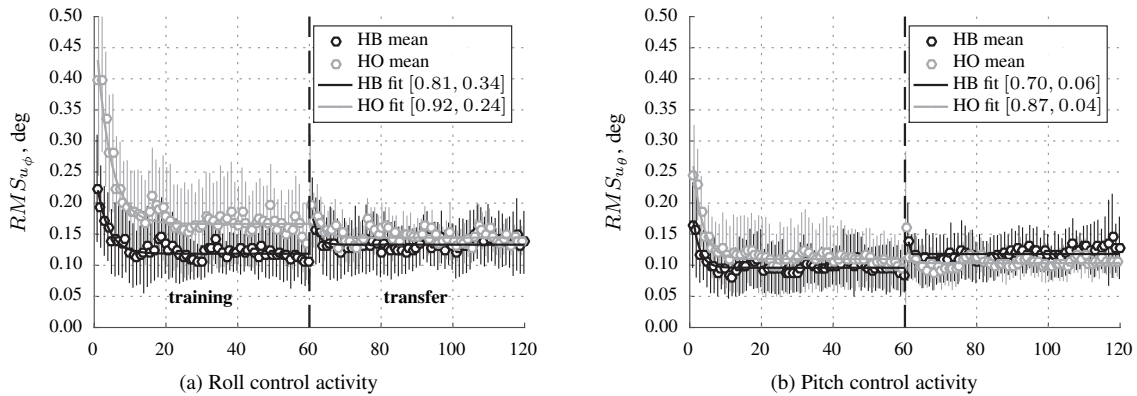 0.50
0.45
0.40
0.35
0.30
0.25
0.20
0.15
0.10
0.05
0.00
RMS_{u_ϕ}, deg
HB mean
HO mean
HB fit [0.81, 0.34]
HO fit [0.92, 0.24]
training
transfer
0 20 40 60 80 100 120
(a) Roll control activity
0.50
0.45
0.40
0.35
0.30
0.25
0.20
0.15
0.10
0.05
0.00
RMS_{u_θ}, deg
HB mean
HO mean
HB fit [0.70, 0.06]
HO fit [0.87, 0.04]
0 20 40 60 80 100 120
(b) Pitch control activity